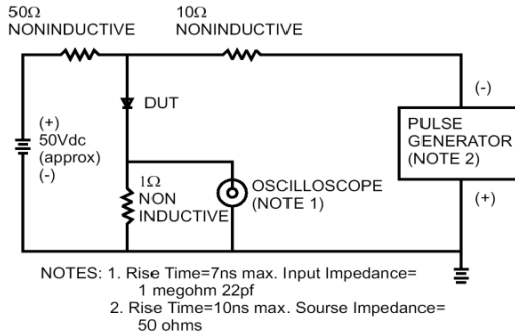 50Ω
NONINDUCTIVE
10Ω
NONINDUCTIVE
DUT
(+)
50Vdc
(approx)
(-)
1Ω
NON
INDUCTIVE
OSCILLOSCOPE
(NOTE 1)
(-)
PULSE
GENERATOR
(NOTE 2)
(+)
NOTES: 1. Rise Time=7ns max. Input Impedance=
1 megohm 22pf
2. Rise Time=10ns max. Sourse Impedance=
50 ohms